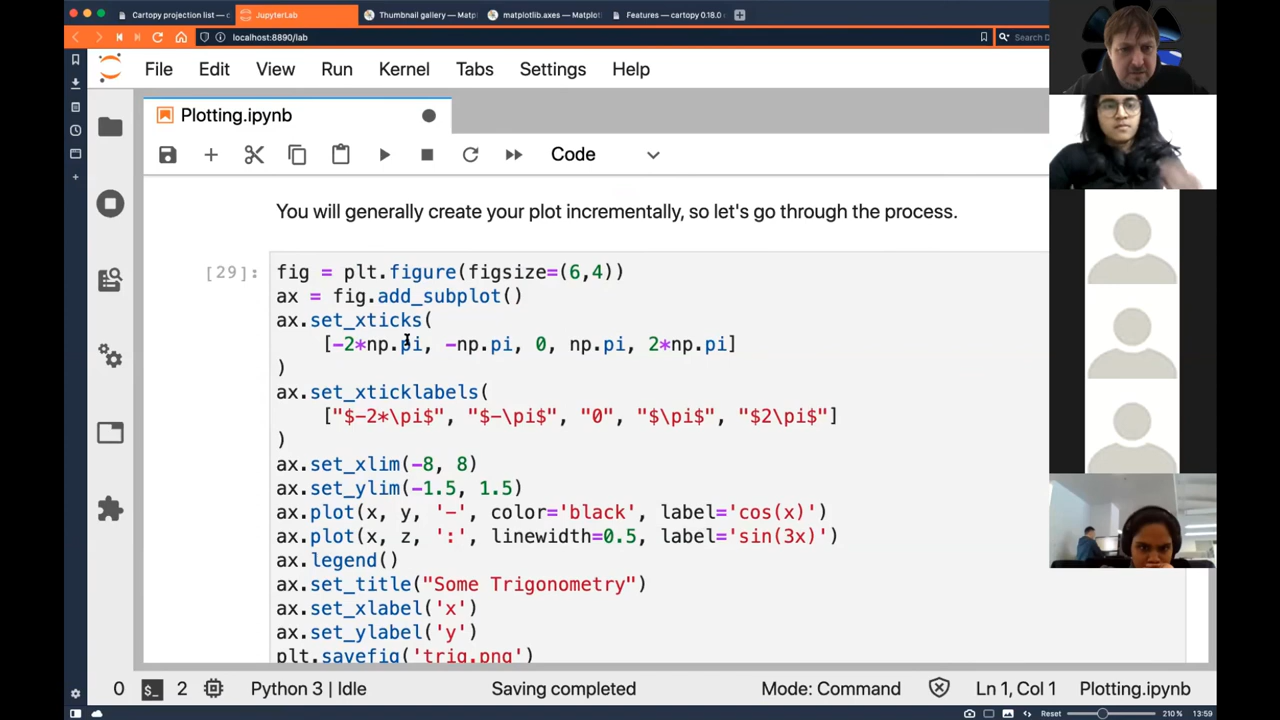 Cartopy projection list — c
JupyterLab
Thumbnail gallery — Matp
matplotlib.axes — Matplotl
Features — cartopy 0.18.0
localhost:8890/lab
Search D
File Edit View Run Kernel Tabs Settings Help
Plotting.ipynb
Code
You will generally create your plot incrementally, so let's go through the process.
[29]:
fig = plt.figure(figsize=(6,4))
ax = fig.add_subplot()
ax.set_xticks(
[-2*np.pi, -np.pi, 0, np.pi, 2*np.pi]
)
ax.set_xticklabels(
["$-2*\pi$", "$-\pi$", "0", "$\pi$", "$2\pi$"]
)
ax.set_xlim(-8, 8)
ax.set_ylim(-1.5, 1.5)
ax.plot(x, y, '-', color='black', label='cos(x)')
ax.plot(x, z, ':', linewidth=0.5, label='sin(3x)')
ax.legend()
ax.set_title("Some Trigonometry")
ax.set_xlabel('x')
ax.set_ylabel('y')
plt.savefig('trig.png')
0 $_ 2 Python 3 | Idle Saving completed Mode: Command Ln 1, Col 1 Plotting.ipynb
Reset 210 % 13:59